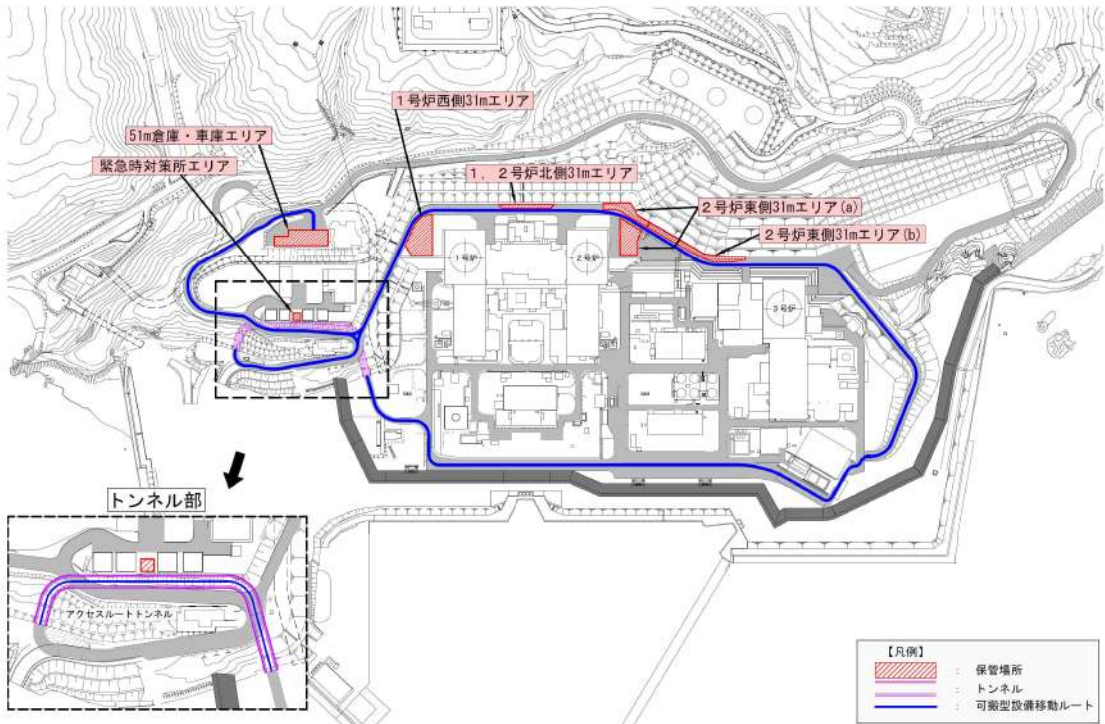 1号炉西側31mエリア
51m倉庫・車庫エリア
緊急時対策所エリア
1,2号炉北側31mエリア
2号炉東側31mエリア(a)
2号炉東側31mエリア(b)
1号炉
2号炉
3号炉
トンネル部
アクセスルートトンネル
【凡例】
: 保管場所
: トンネル
: 可搬型設備移動ルート